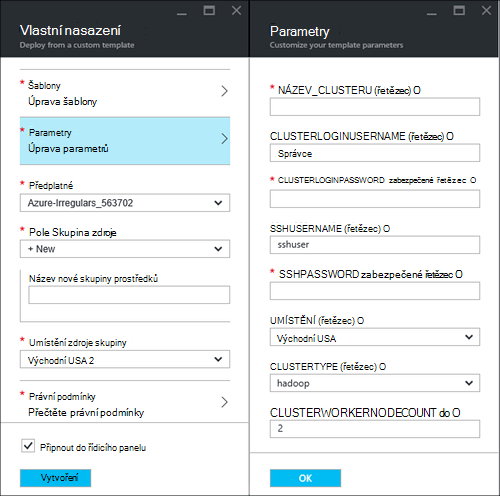 Vlastní nasazení
Deploy from a custom template
* Šablony
Úprava šablony
* Parametry
Úprava parametrů
* Předplatné
Azure-Irregulars_563702
* Pole Skupina zdroje
+ New
Název nové skupiny prostředků
* Umístění zdroje skupiny
Východní USA 2
* Právní podmínky
Přečtěte právní podmínky
Připnout do řídicího panelu
Vytvoření
Parametry
Customize your template parameters
* NÁZEV_CLUSTERU (řetězec) O
CLUSTERLOGINUSERNAME (řetězec) O
Správce
* CLUSTERLOGINPASSWORD zabezpečené řetězec O
SSHUSERNAME (řetězec) O
sshuser
* SSHPASSWORD zabezpečené řetězec O
UMÍSTĚNÍ (řetězec) O
Východní USA
CLUSTERTYPE (řetězec) O
hadoop
CLUSTERWORKERNODECOUNT do O
2
OK